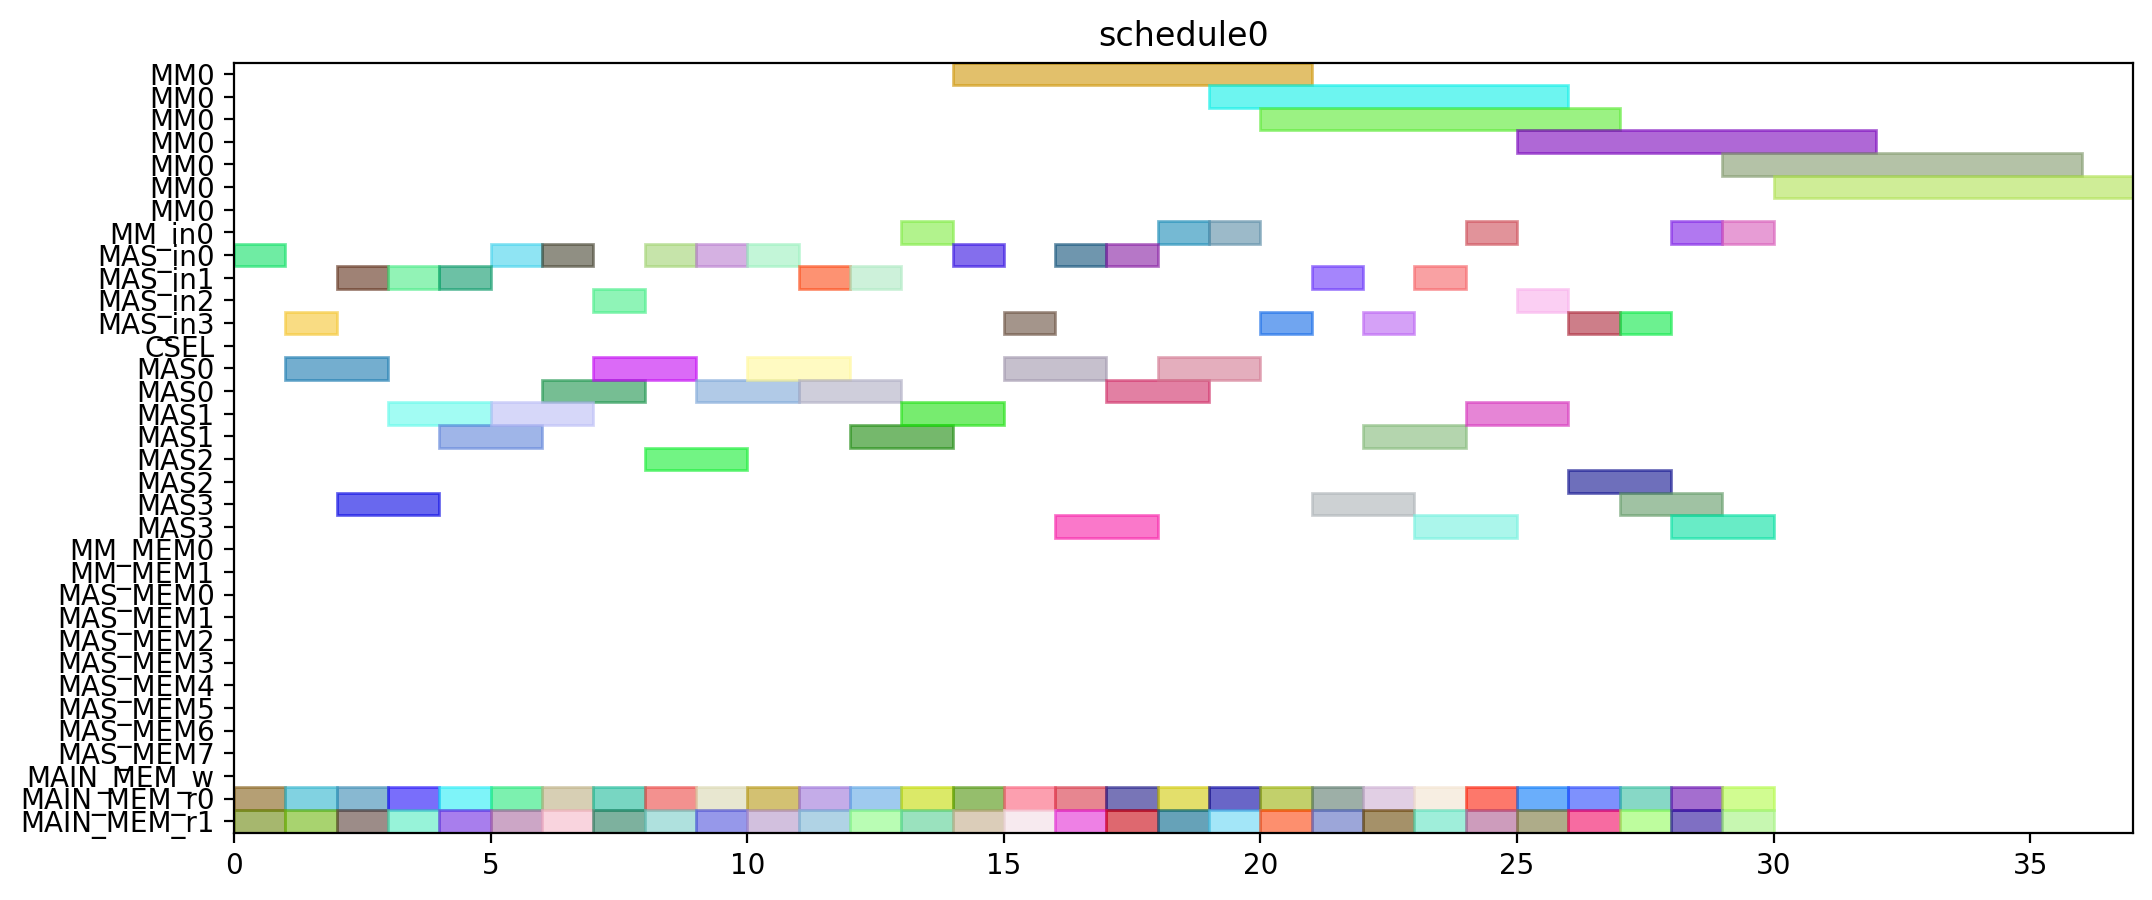 schedule0
MM0
MM0
MM0
MM0
MM0
MM0
MM0
MM_in0
MAS_in0
MAS_in1
MAS_in2
MAS_in3
CSEL
MAS0
MAS0
MAS1
MAS1
MAS2
MAS2
MAS3
MAS3
MM_MEM0
MM_MEM1
MAS_MEM0
MAS_MEM1
MAS_MEM2
MAS_MEM3
MAS_MEM4
MAS_MEM5
MAS_MEM6
MAS_MEM7
MAIN_MEM_w
MAIN_MEM_r0
MAIN_MEM_r1
0 5 10 15 20 25 30 35